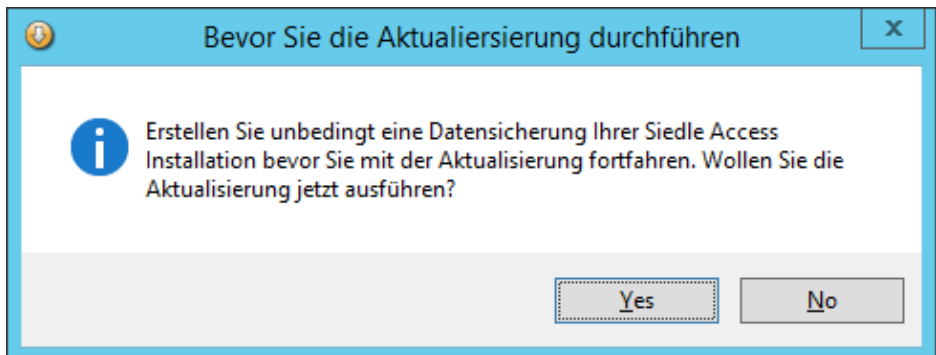 Bevor Sie die Aktualiersierung durchführen
x
Erstellen Sie unbedingt eine Datensicherung Ihrer Siedle Access
Installation bevor Sie mit der Aktualisierung fortfahren. Wollen Sie die
Aktualisierung jetzt ausführen?
Yes
No